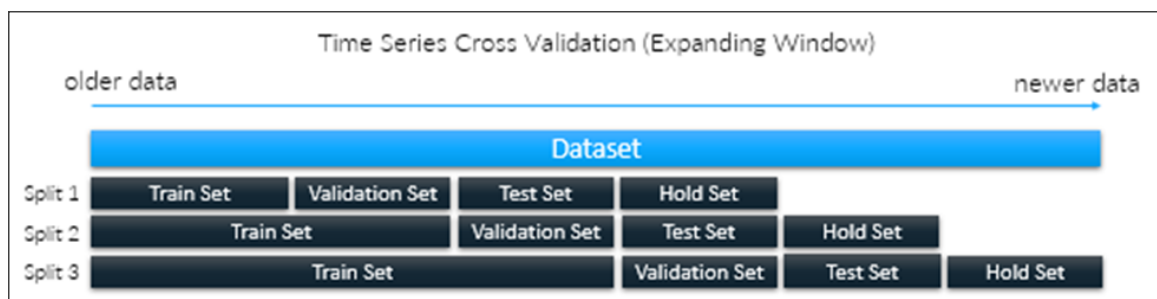 Time Series Cross Validation (Expanding Window)
older data newer data
Dataset
Split 1 Train Set Validation Set Test Set Hold Set
Split 2 Train Set Validation Set Test Set Hold Set
Split 3 Train Set Validation Set Test Set Hold Set